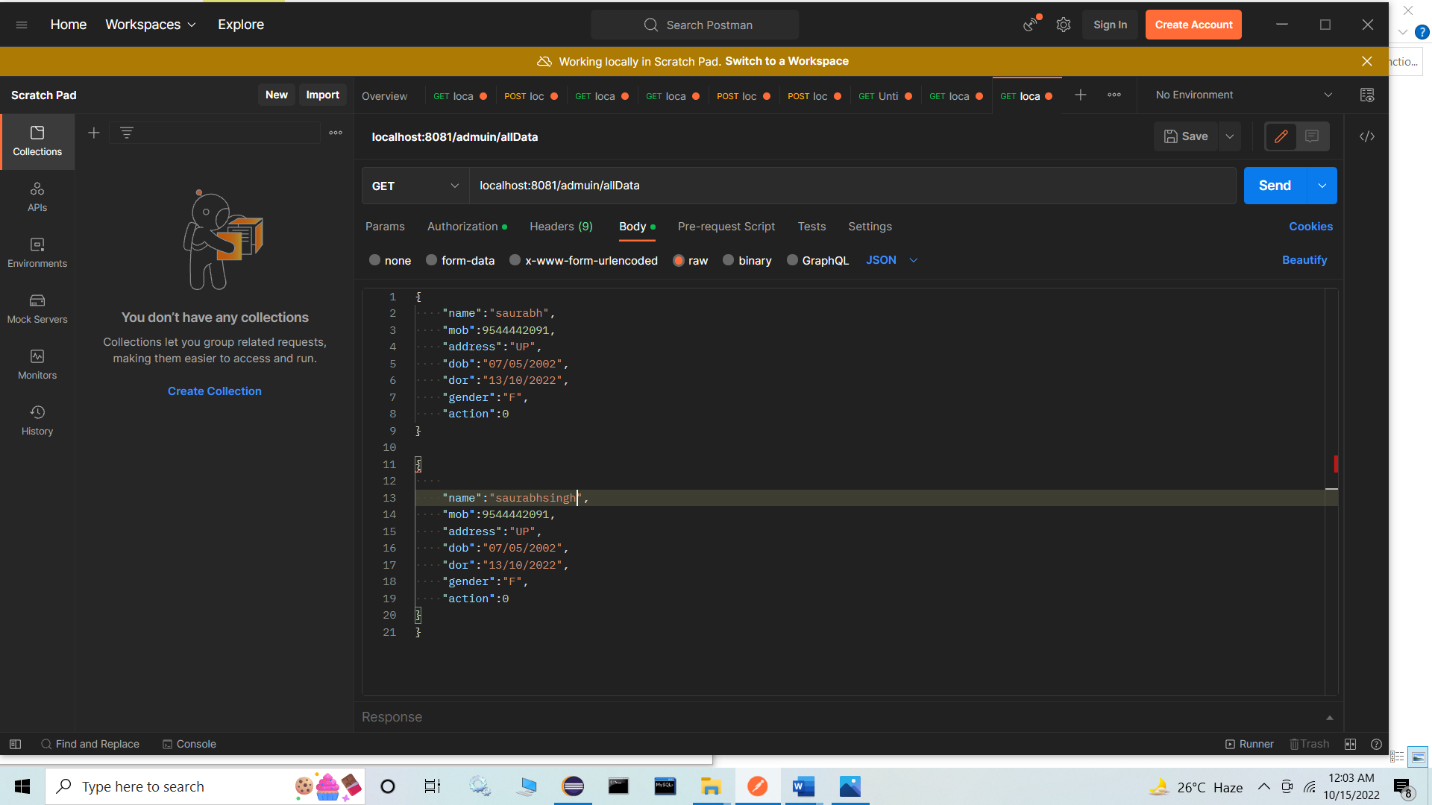 Home Workspaces Explore Search Postman Sign In Create Account
Working locally in Scratch Pad. Switch to a Workspace
nctio...
Scratch Pad New Import Overview GET loca POST loc GET loca GET loca POST loc POST loc GET Unti GET loca GET loca No Environment
Collections
APIs
Environments
Mock Servers
Monitors
History
You don't have any collections
Collections let you group related requests,
making them easier to access and run.
Create Collection
localhost:8081/admuin/allData Save
GET localhost:8081/admuin/allData Send
Params Authorization Headers (9) Body Pre-request Script Tests Settings Cookies
none form-data x-www-form-urlencoded raw binary GraphQL JSON Beautify
1 {
2 "name":"saurabh",
3 "mob":9544442091,
4 "address":"UP",
5 "dob":"07/05/2002",
6 "dor":"13/10/2022",
7 "gender":"F",
8 "action":0
9 }
10
11 {
12
13 "name":"saurabhsingh",
14 "mob":9544442091,
15 "address":"UP",
16 "dob":"07/05/2002",
17 "dor":"13/10/2022",
18 "gender":"F",
19 "action":0
20 }
21 }
Response
Find and Replace Console Runner Trash
Type here to search 26°C Haze 12:03 AM
10/15/2022 8